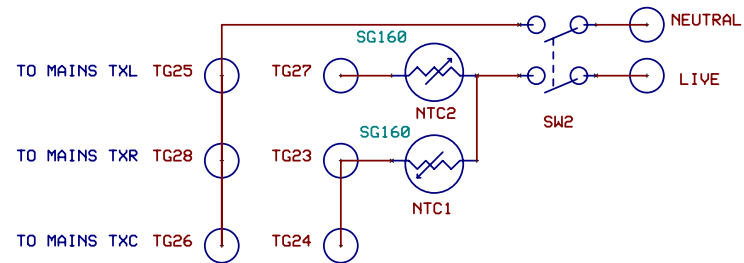 NEUTRAL
SG160
TO MAINS TXL TG25 TG27 LIVE
NTC2
SW2
SG160
TO MAINS TXR TG28 TG23
NTC1
TO MAINS TXC TG26 TG24